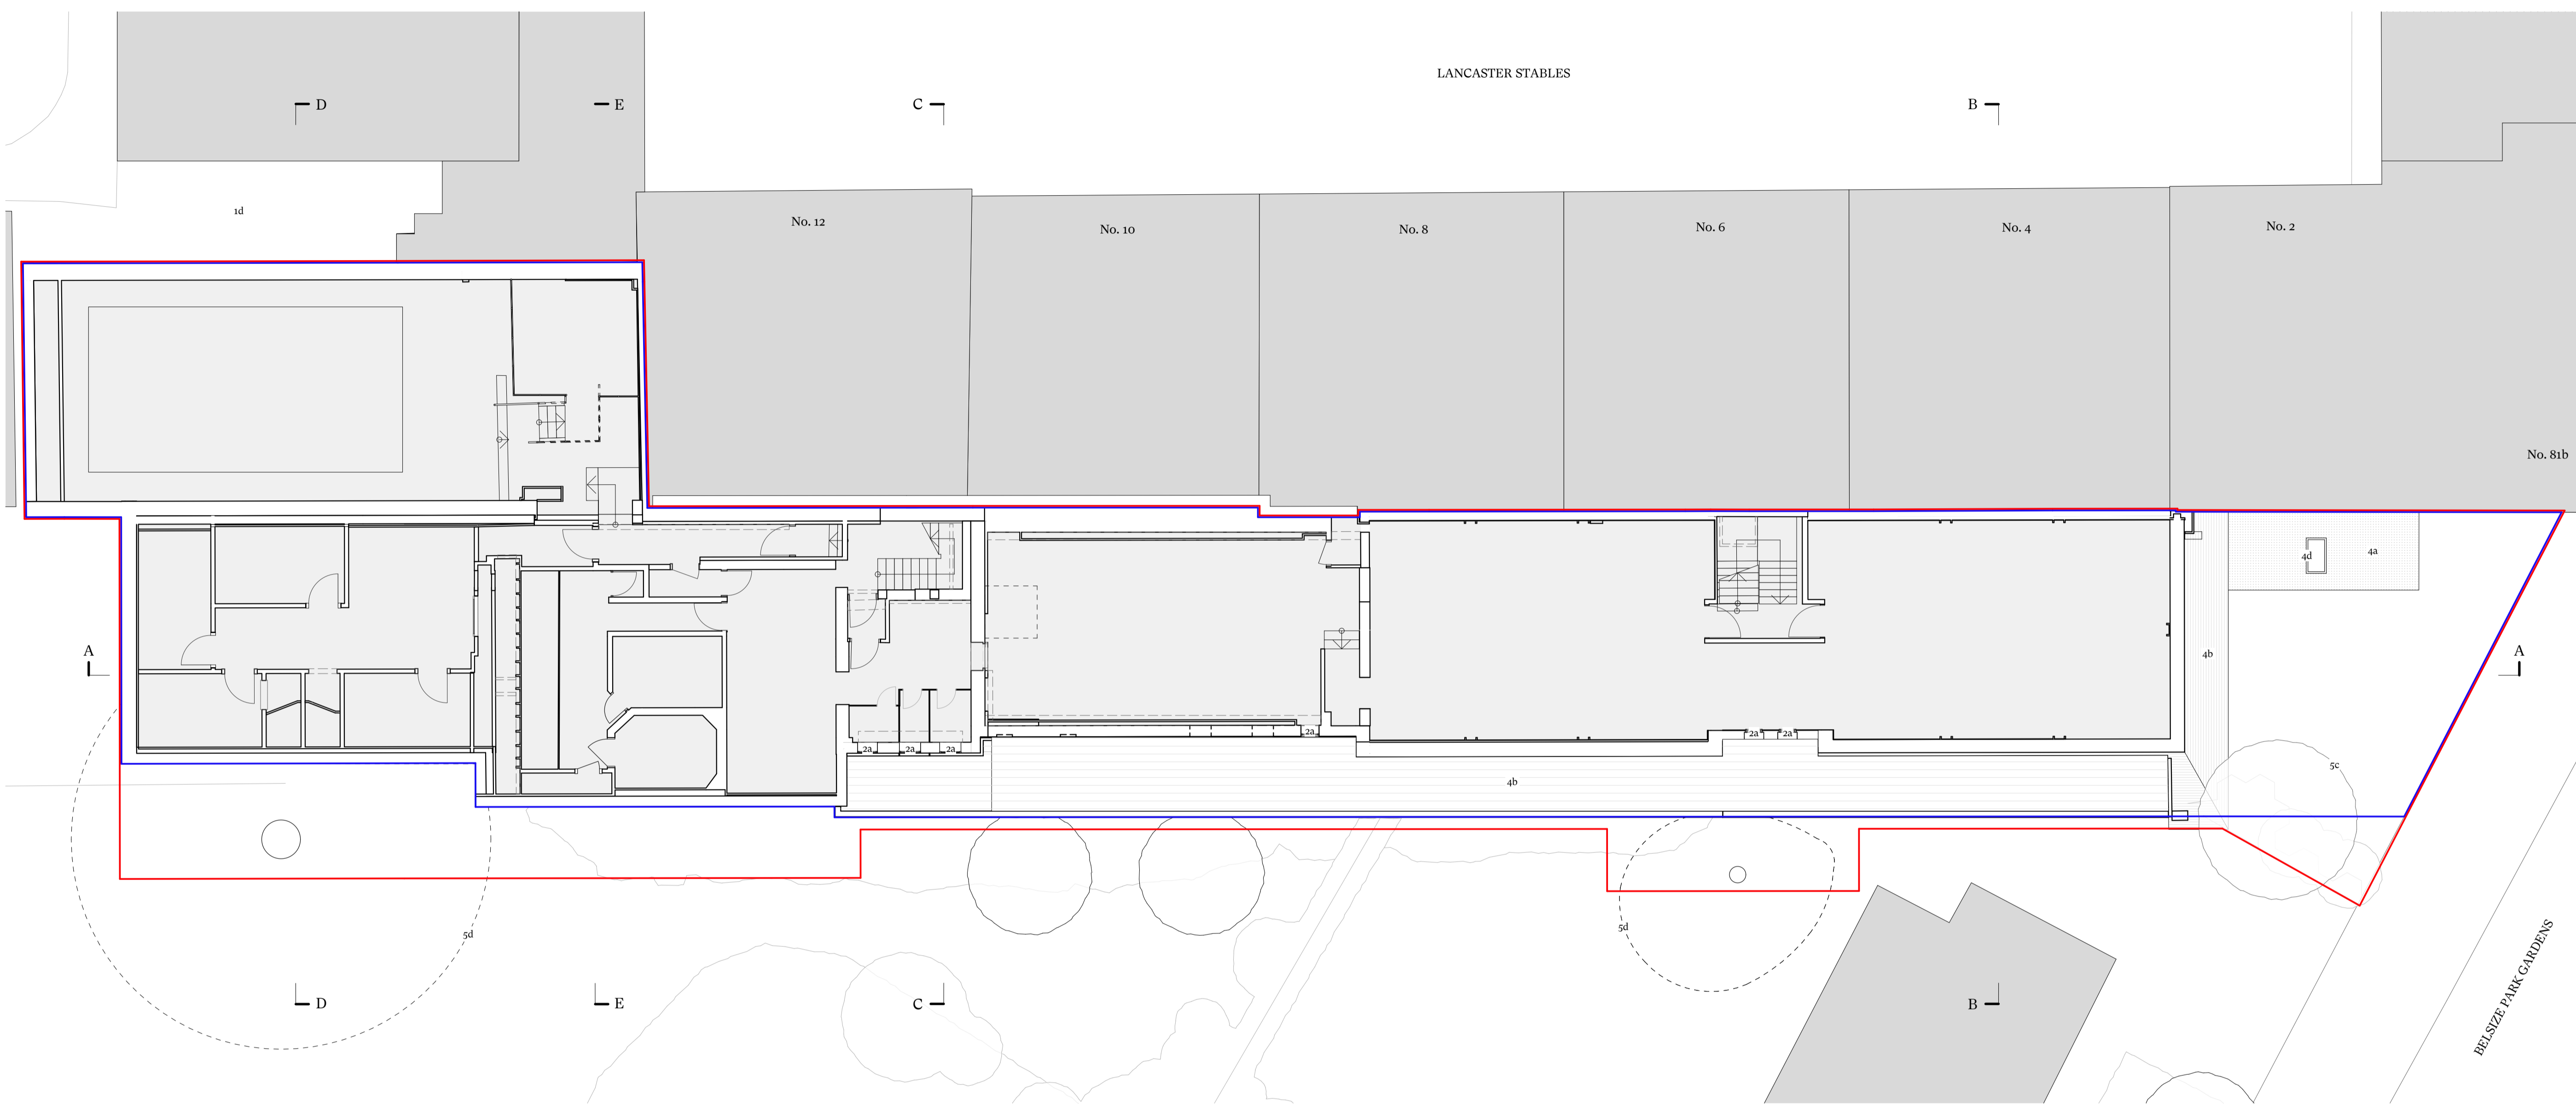 LANCASTER STABLES
D
E
C
B
1d
No. 12
No. 10
No. 8
No. 6
No. 4
No. 2
No. 81b
4d
4a
A
A
4b
2a
2a
2a
2a
2a
2a
4b
5c
5d
5d
D
E
C
B
BELSIZE PARK GARDENS